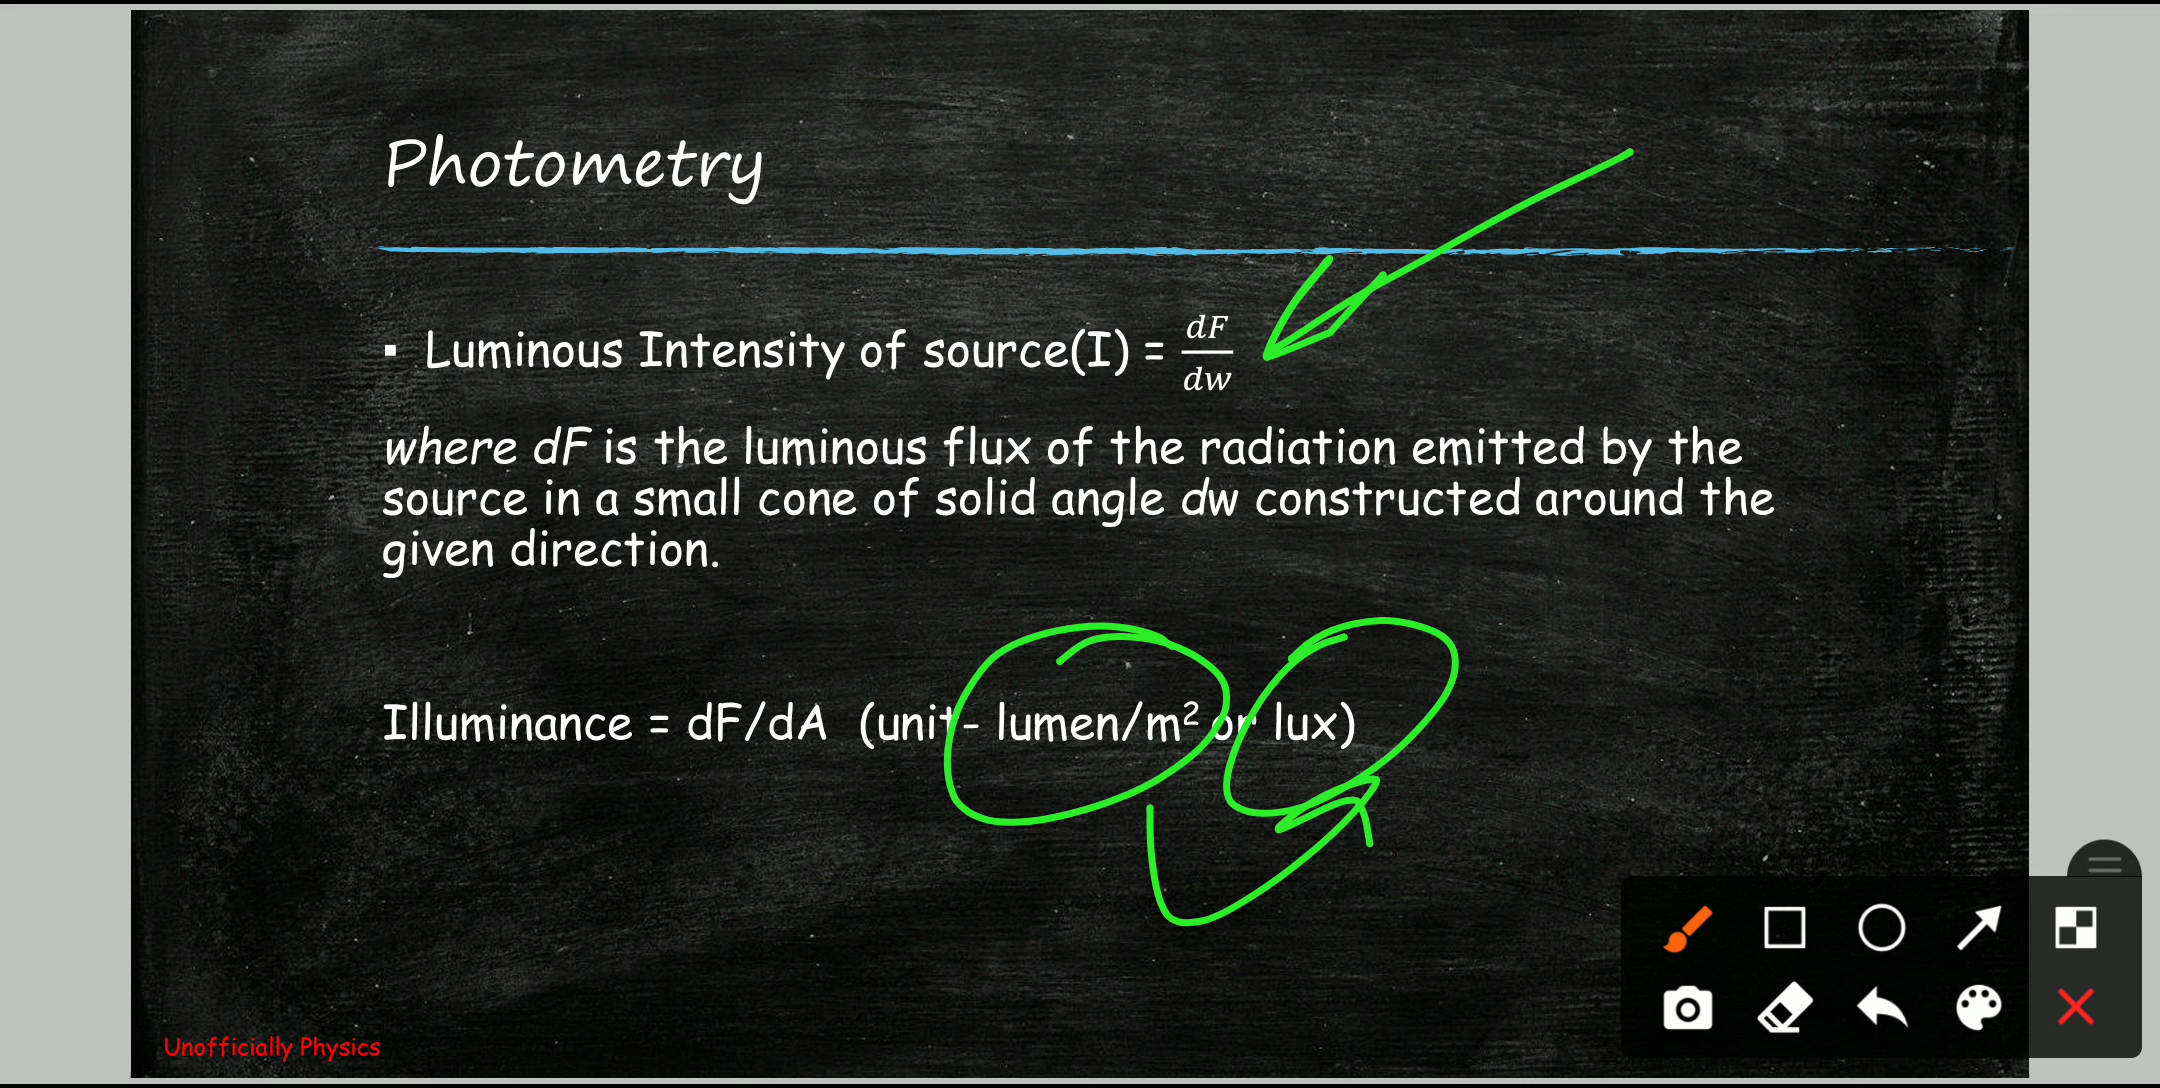 Photometry
▪ Luminous Intensity of source(I) = dF/dw
where dF is the luminous flux of the radiation emitted by the
source in a small cone of solid angle dw constructed around the
given direction.
Illuminance = dF/dA (unit- lumen/m² or lux)
Unofficially Physics